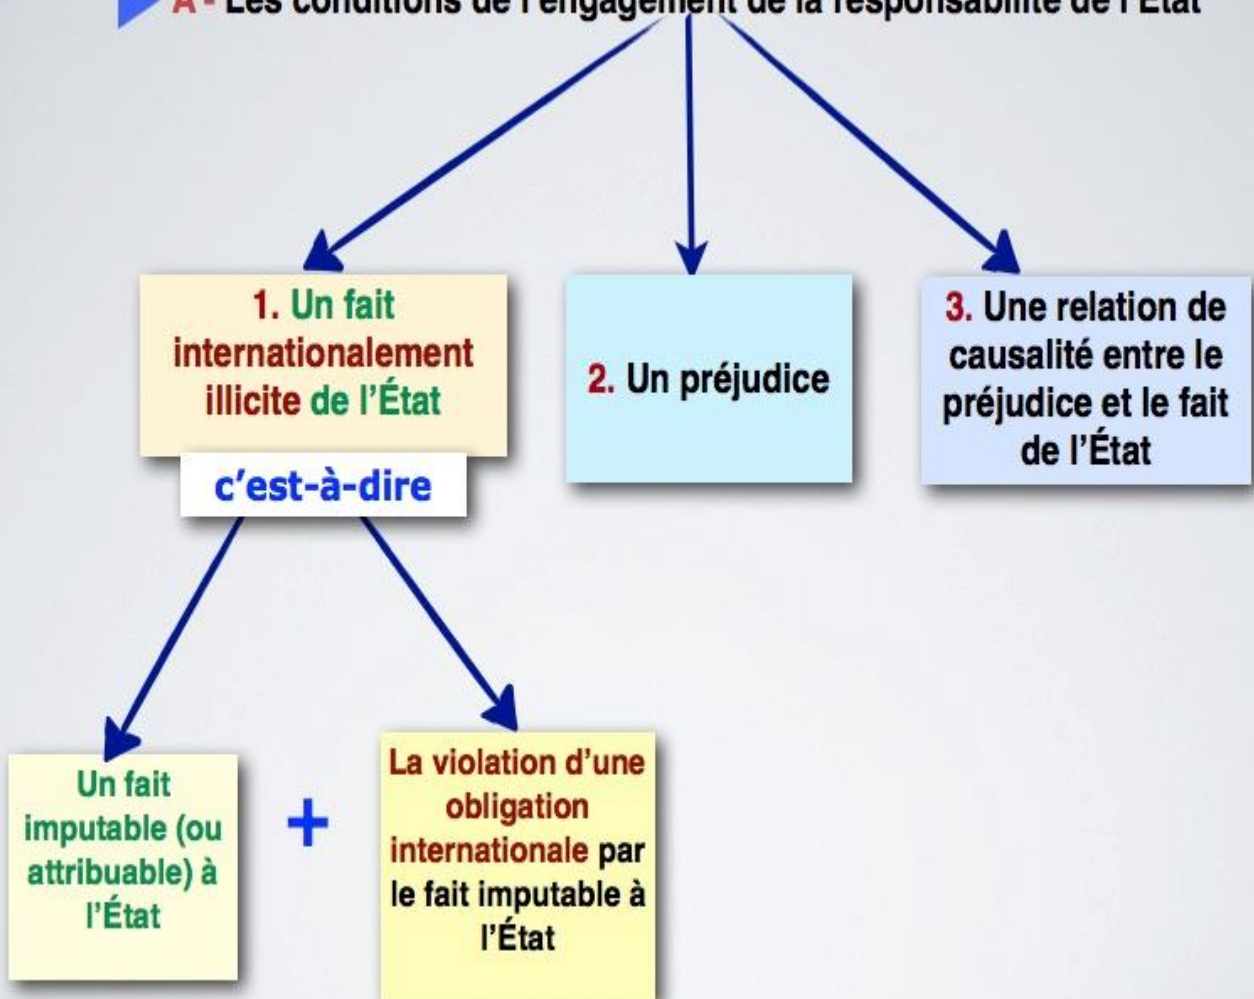 A - Les conditions de l'engagement de la responsabilité de l'État
1. Un fait
internationalement
illicite de l'État
2. Un préjudice
3. Une relation de
causalité entre le
préjudice et le fait
de l'État
c'est-à-dire
Un fait
imputable (ou
attribuable) à
l'État
+
La violation d'une
obligation
internationale par
le fait imputable à
l'État